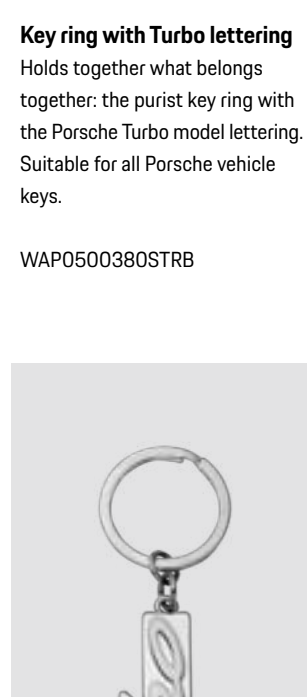 Key ring with Turbo lettering
Holds together what belongs
together: the purist key ring with
the Porsche Turbo model lettering.
Suitable for all Porsche vehicle
keys.
WAP0500380STRB